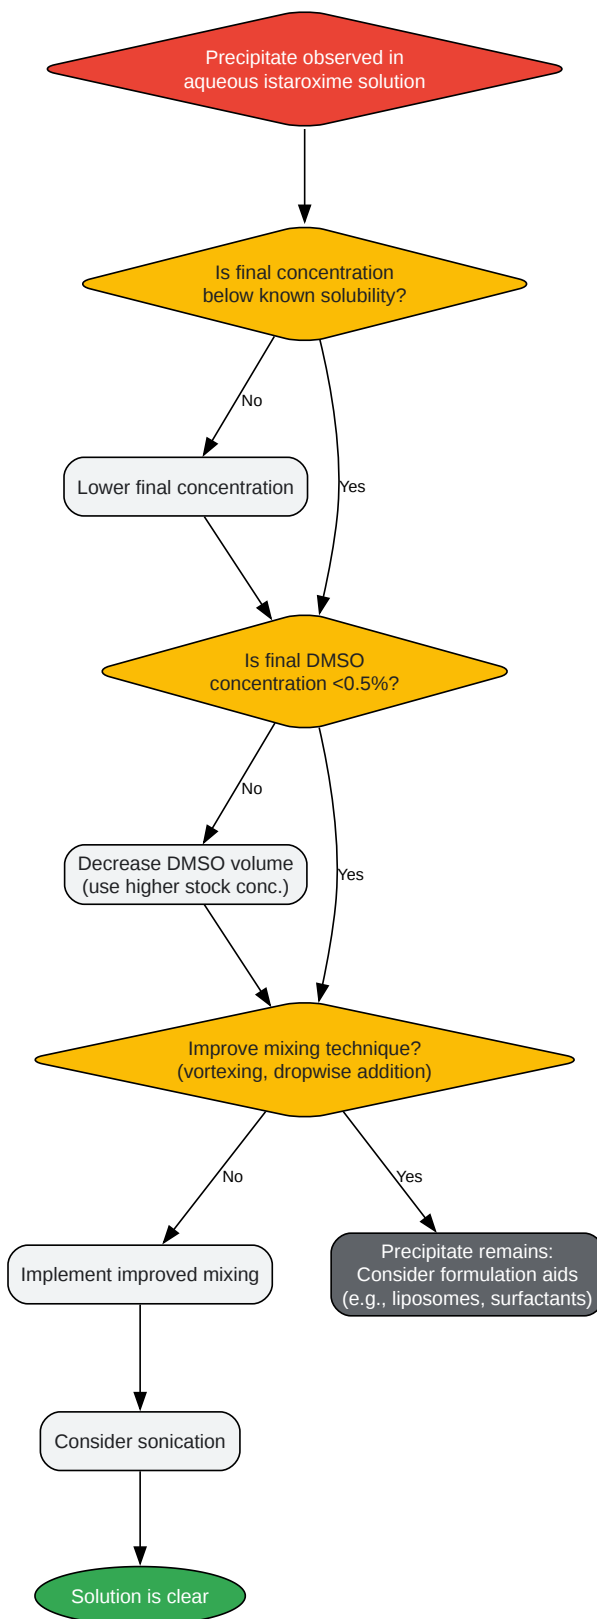 Precipitate observed in
aqueous istaroxime solution
Is final concentration
below known solubility?
No
Lower final concentration
Yes
Is final DMSO
concentration <0.5%?
No
Decrease DMSO volume
(use higher stock conc.)
Yes
Improve mixing technique?
(vortexing, dropwise addition)
No
Yes
Implement improved mixing
Precipitate remains:
Consider formulation aids
(e.g., liposomes, surfactants)
Consider sonication
Solution is clear